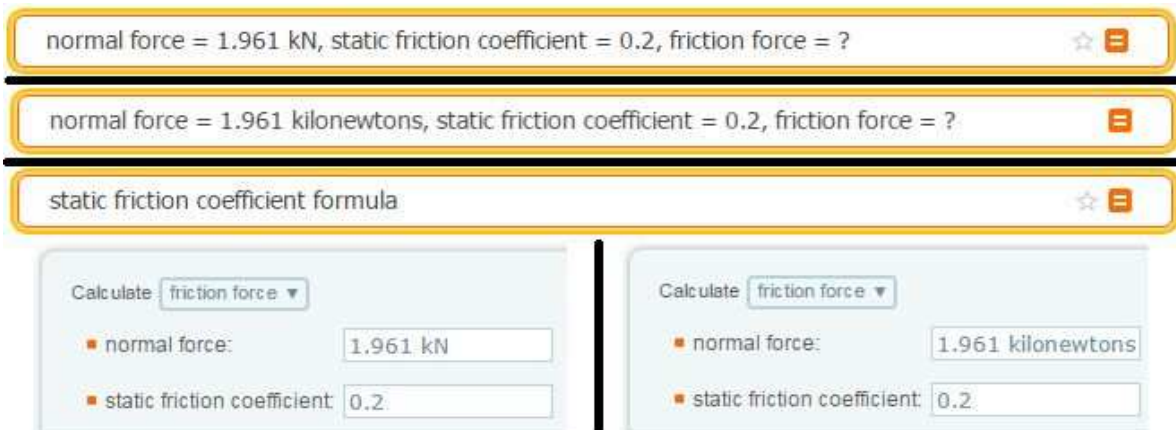 normal force = 1.961 kN, static friction coefficient = 0.2, friction force = ?
normal force = 1.961 kilonewtons, static friction coefficient = 0.2, friction force = ?
static friction coefficient formula
Calculate friction force ▼
normal force: 1.961 kN
static friction coefficient: 0.2
Calculate friction force ▼
normal force: 1.961 kilonewtons
static friction coefficient: 0.2